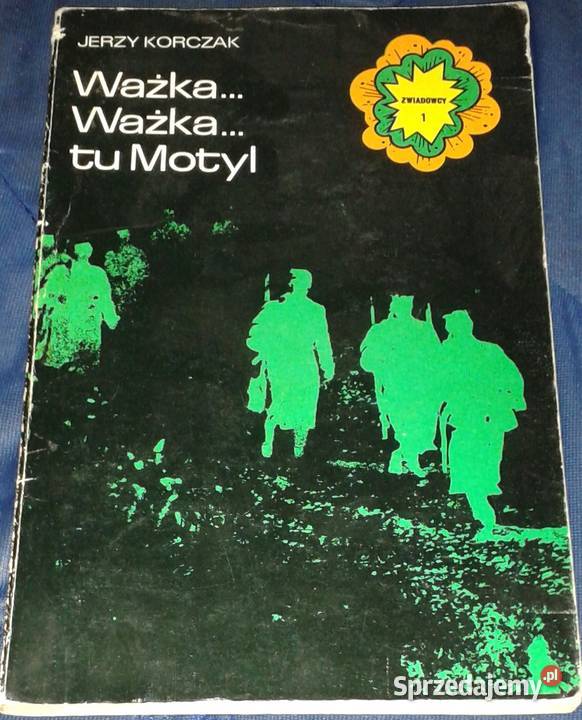 JERZY KORCZAK
Ważka...
Ważka...
tu Motyl
ZWIADOWCY
1
Sprzedajemy.pl